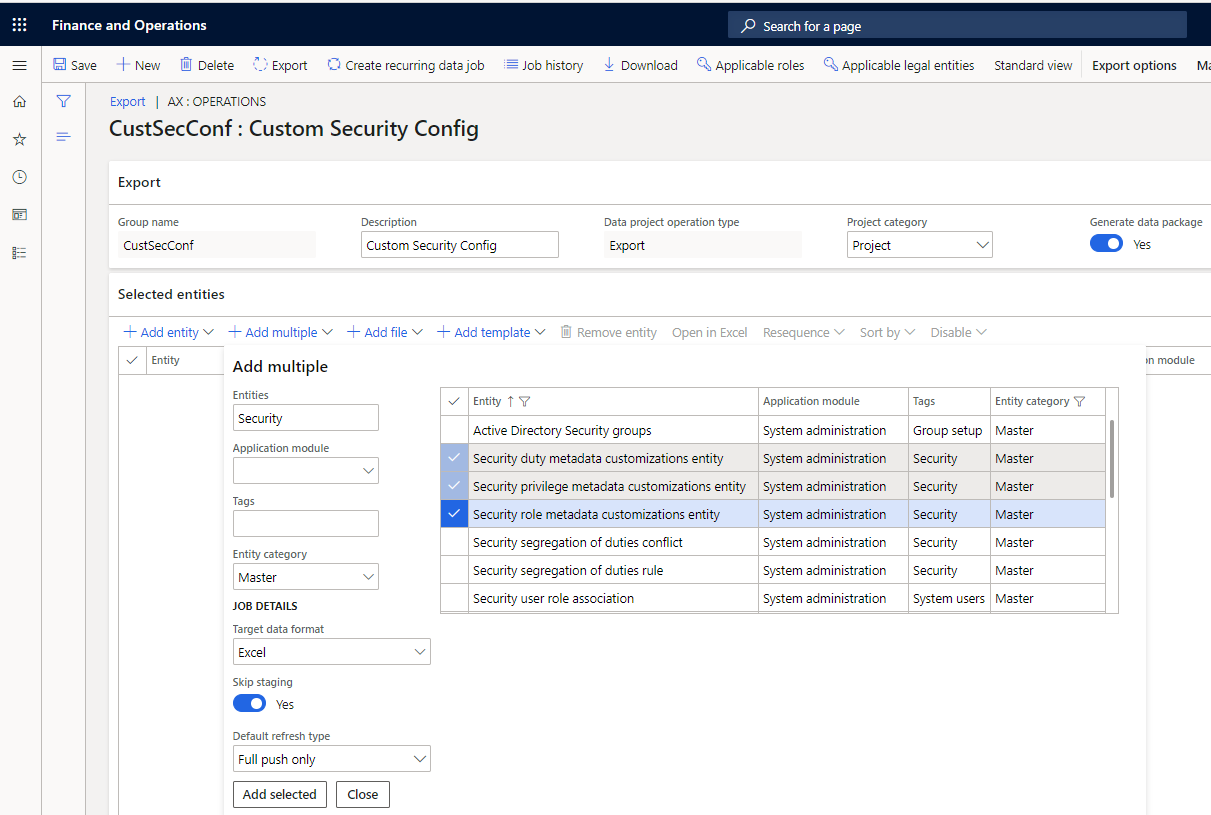 Finance and Operations
Search for a page
Save New Delete Export Create recurring data job Job history Download Applicable roles Applicable legal entities Standard view Export options
Export | AX : OPERATIONS
CustSecConf : Custom Security Config
Export
Group name Description Data project operation type Project category Generate data package
CustSecConf Custom Security Config Export Project Yes
Selected entities
Add entity Add multiple Add file Add template Remove entity Open in Excel Resequence Sort by Disable
Entity module
Add multiple
Entities
Security
Application module
Tags
Entity category
Master
JOB DETAILS
Target data format
Excel
Skip staging
Yes
Default refresh type
Full push only
Add selected Close
Entity Application module Tags Entity category
Active Directory Security groups System administration Group setup Master
Security duty metadata customizations entity System administration Security Master
Security privilege metadata customizations entity System administration Security Master
Security role metadata customizations entity System administration Security Master
Security segregation of duties conflict System administration Security Master
Security segregation of duties rule System administration Security Master
Security user role association System administration System users Master